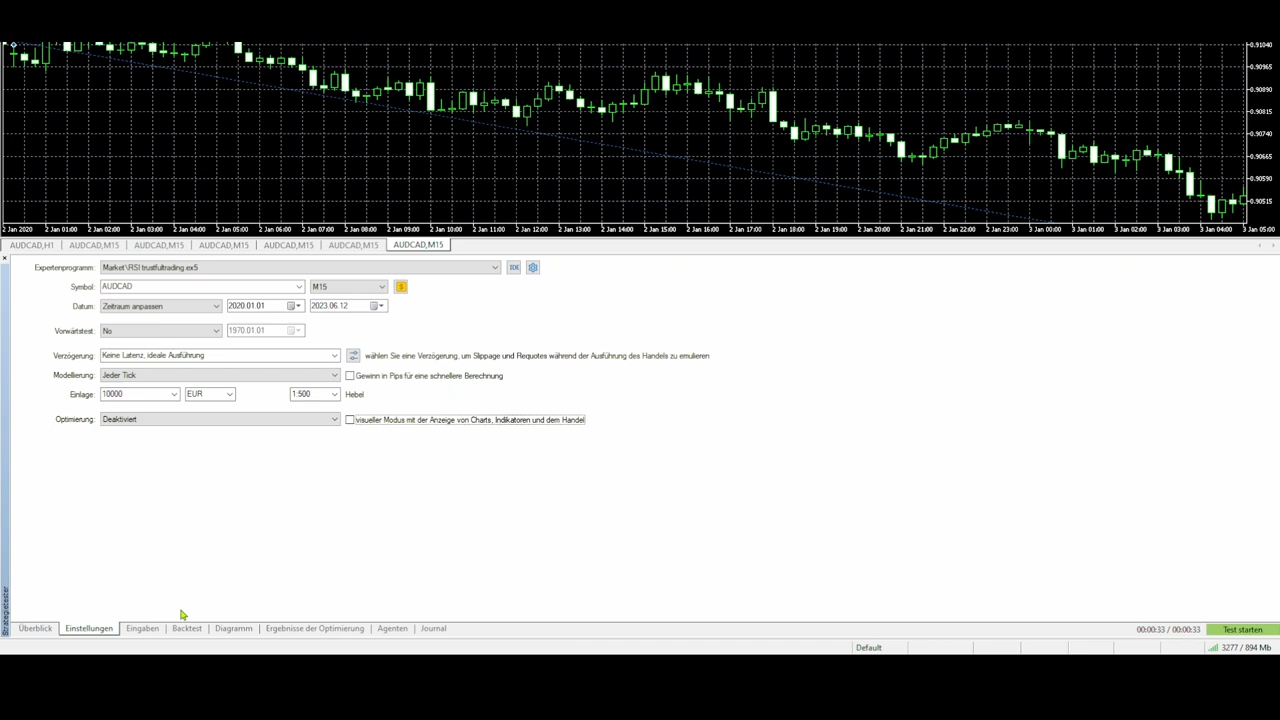 0.91040
0.90965
0.90890
0.90815
0.90740
0.90665
0.90590
0.90515
2 Jan 2020 2 Jan 01:00 2 Jan 02:00 2 Jan 03:00 2 Jan 04:00 2 Jan 05:00 2 Jan 06:00 2 Jan 07:00 2 Jan 08:00 2 Jan 09:00 2 Jan 10:00 2 Jan 11:00 2 Jan 12:00 2 Jan 13:00 2 Jan 14:00 2 Jan 15:00 2 Jan 16:00 2 Jan 17:00 2 Jan 18:00 2 Jan 19:00 2 Jan 20:00 2 Jan 21:00 2 Jan 22:00 2 Jan 23:00 3 Jan 00:00 3 Jan 01:00 3 Jan 02:00 3 Jan 03:00 3 Jan 04:00 3 Jan 05:00
AUDCAD,H1 AUDCAD,M15 AUDCAD,M15 AUDCAD,M15 AUDCAD,M15 AUDCAD,M15 AUDCAD,M15
Expertenprogramm: Market\RSI trustfultrading.ex5 IDE
Symbol: AUDCAD M15 $
Datum: Zeitraum anpassen 2020.01.01 2023.06.12
Vorwärtstest: No 1970.01.01
Verzögerung: Keine Latenz, ideale Ausführung wählen Sie eine Verzögerung, um Slippage und Requotes während der Ausführung des Handels zu emulieren
Modellierung: Jeder Tick Gewinn in Pips für eine schnellere Berechnung
Einlage: 10000 EUR 1:500 Hebel
Optimierung: Deaktiviert visueller Modus mit der Anzeige von Charts, Indikatoren und dem Handel
Strategietester
Überblick Einstellungen Eingaben Backtest Diagramm Ergebnisse der Optimierung Agenten Journal 00:00:33 / 00:00:33 Test starten
Default 3277 / 894 Mb